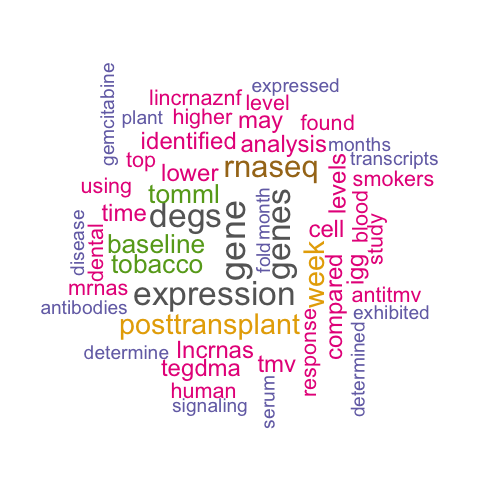 expressed
lincrnaznf
level
gemcitabine
plant
higher
may
found
identified
analysis
months
top
rnaseq
transcripts
lower
levels
smokers
using
tomml
month
genes
blood
time
degs
gene
fold
cell
study
disease
dental
baseline
week
igg
tobacco
mrnas
expression
compared
antitmv
antibodies
posttransplant
response
exhibited
determine
lncrnas
determined
tegdma
tmv
human
serum
signaling